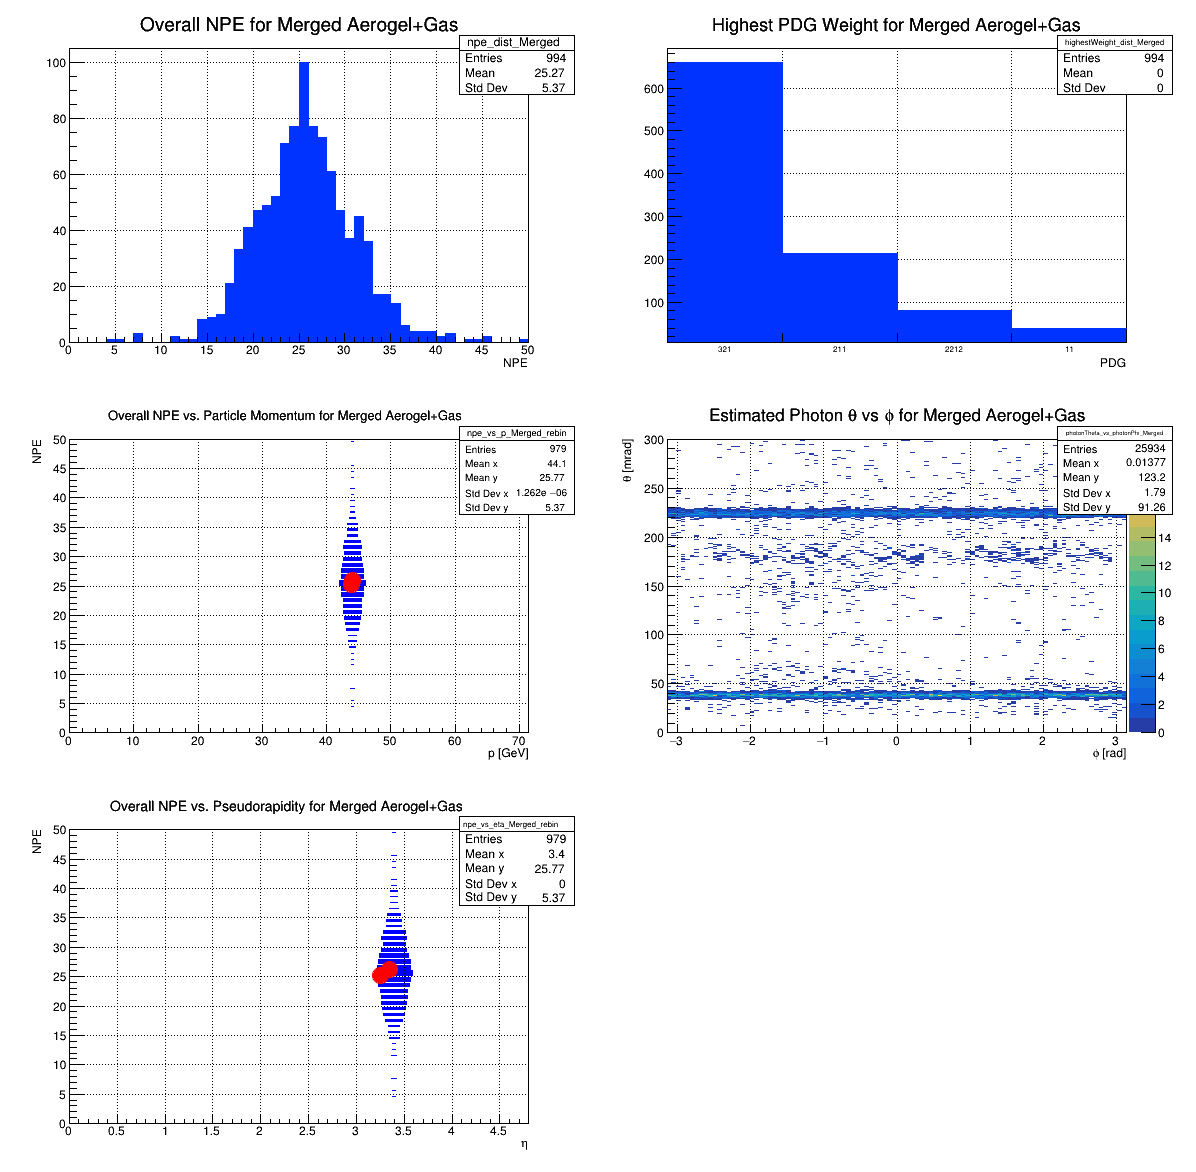 Overall NPE for Merged Aerogel+Gas
npe_dist_Merged
Entries 994
Mean 25.27
Std Dev 5.37
100
80
60
40
20
0
0 5 10 15 20 25 30 35 40 45 50
NPE
Highest PDG Weight for Merged Aerogel+Gas
highestWeight_dist_Merged
Entries 994
Mean 0
Std Dev 0
600
500
400
300
200
100
321 211 2212 11
PDG
Overall NPE vs. Particle Momentum for Merged Aerogel+Gas
npe_vs_p_Merged_rebin
Entries 979
Mean x 44.1
Mean y 25.77
Std Dev x 1.262e −06
Std Dev y 5.37
NPE
50
45
40
35
30
25
20
15
10
5
0
0 10 20 30 40 50 60 70
p [GeV]
Estimated Photon θ vs ϕ for Merged Aerogel+Gas
photonTheta_vs_photonPhi_Merged
Entries 25934
Mean x 0.01377
Mean y 123.2
Std Dev x 1.79
Std Dev y 91.26
θ [mrad]
300
250
200
150
100
50
0
−3 −2 −1 0 1 2 3
ϕ [rad]
14
12
10
8
6
4
2
0
Overall NPE vs. Pseudorapidity for Merged Aerogel+Gas
npe_vs_eta_Merged_rebin
Entries 979
Mean x 3.4
Mean y 25.77
Std Dev x 0
Std Dev y 5.37
NPE
50
45
40
35
30
25
20
15
10
5
0
0 0.5 1 1.5 2 2.5 3 3.5 4 4.5
η